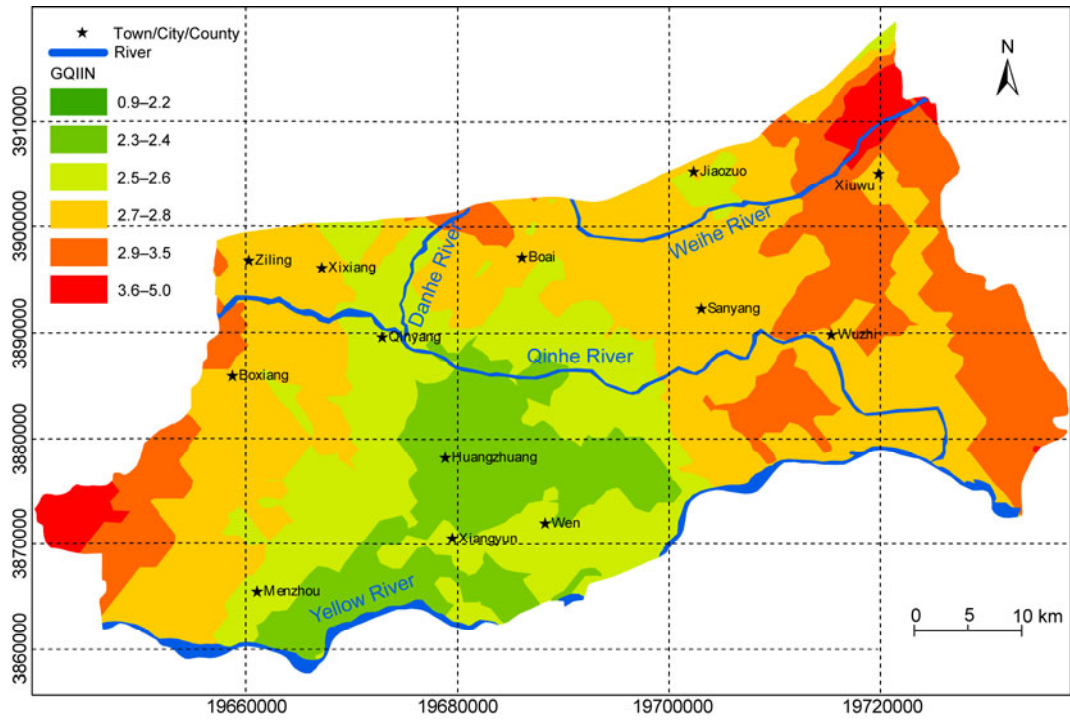 Town/City/County
River
GQIIN
0.9–2.2
2.3–2.4
2.5–2.6
2.7–2.8
2.9–3.5
3.6–5.0
N
3910000
3900000
3890000
3880000
3870000
3860000
Jiaozuo
Xiuwu
Weihe River
Danhe River
Ziling
Xixiang
Boai
Sanyang
Qinyang
Wuzhi
Qinhe River
Boxiang
Huangzhuang
Wen
Xiangyun
Menzhou
Yellow River
0 5 10 km
19660000 19680000 19700000 19720000